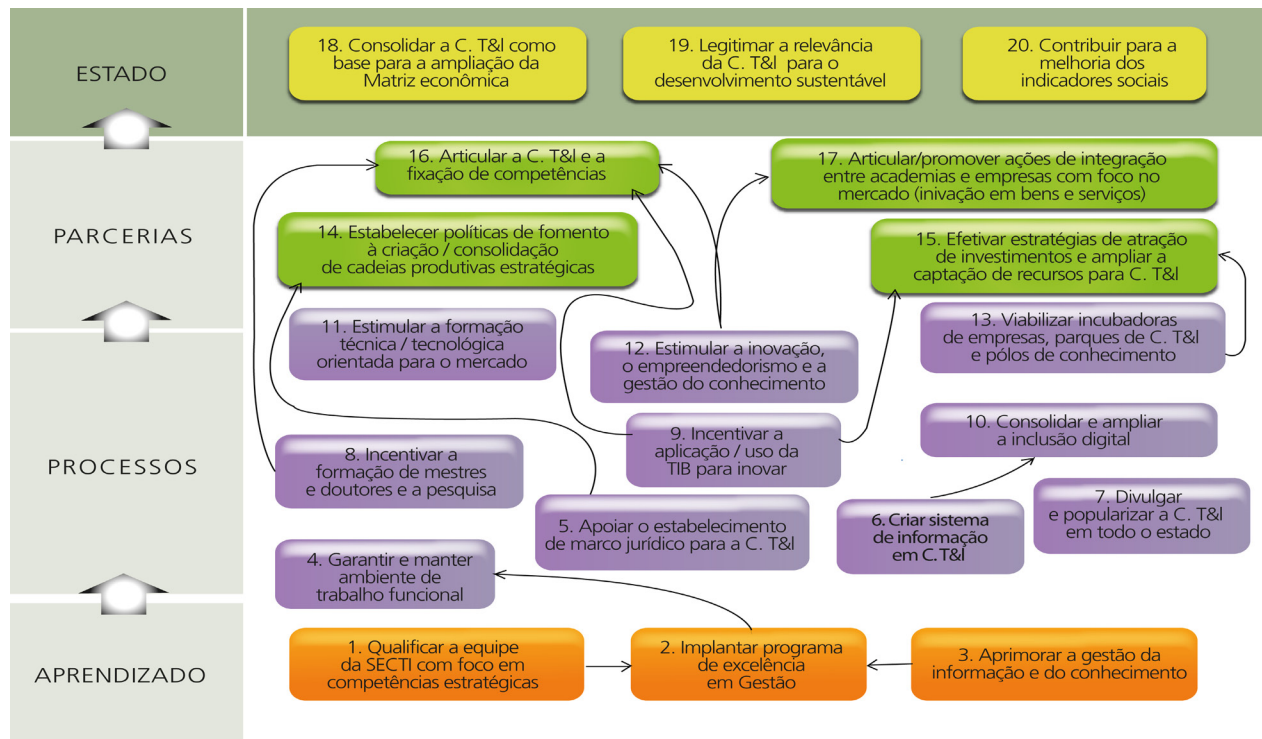 ESTADO
18. Consolidar a C. T&I como
base para a ampliação da
Matriz econômica
19. Legitimar a relevância
da C. T&I para o
desenvolvimento sustentável
20. Contribuir para a
melhoria dos
indicadores sociais
PARCERIAS
16. Articular a C. T&I e a
fixação de competências
17. Articular/promover ações de integração
entre academias e empresas com foco no
mercado (inivação em bens e serviços)
14. Estabelecer políticas de fomento
à criação / consolidação
de cadeias produtivas estratégicas
15. Efetivar estratégias de atração
de investimentos e ampliar a
captação de recursos para C. T&I
PROCESSOS
11. Estimular a formação
técnica / tecnológica
orientada para o mercado
12. Estimular a inovação,
o empreendedorismo e a
gestão do conhecimento
13. Viabilizar incubadoras
de empresas, parques de C. T&I
e pólos de conhecimento
8. Incentivar a
formação de mestres
e doutores e a pesquisa
9. Incentivar a
aplicação / uso da
TIB para inovar
10. Consolidar e ampliar
a inclusão digital
5. Apoiar o estabelecimento
de marco jurídico para a C. T&I
6. Criar sistema
de informação
em C. T&I
7. Divulgar
e popularizar a C. T&I
em todo o estado
4. Garantir e manter
ambiente de
trabalho funcional
APRENDIZADO
1. Qualificar a equipe
da SECTI com foco em
competências estratégicas
2. Implantar programa
de excelência
em Gestão
3. Aprimorar a gestão da
informação e do conhecimento